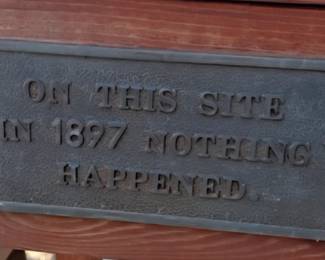 ON THIS SITE
IN 1897 NOTHING
HAPPENED.